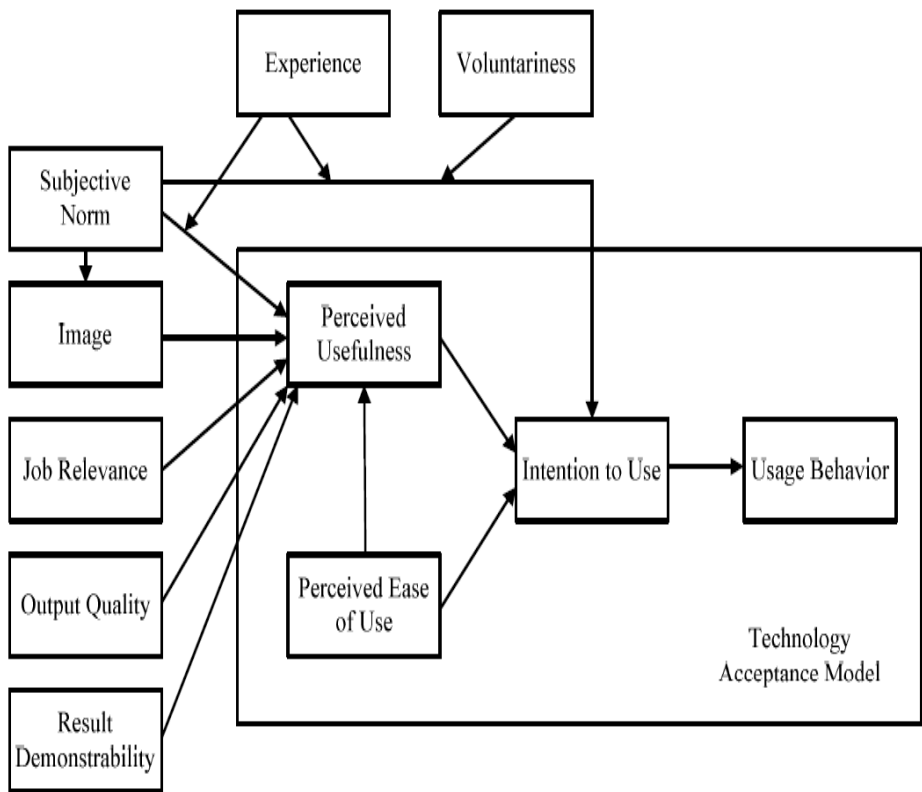 Experience
Voluntariness
Subjective
Norm
Image
Perceived
Usefulness
Job Relevance
Intention to Use
Usage Behavior
Output Quality
Perceived Ease
of Use
Technology
Acceptance Model
Result
Demonstrability